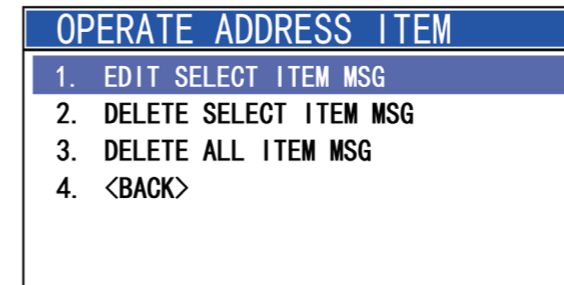 OPERATE ADDRESS ITEM
1. EDIT SELECT ITEM MSG
2. DELETE SELECT ITEM MSG
3. DELETE ALL ITEM MSG
4. <BACK>